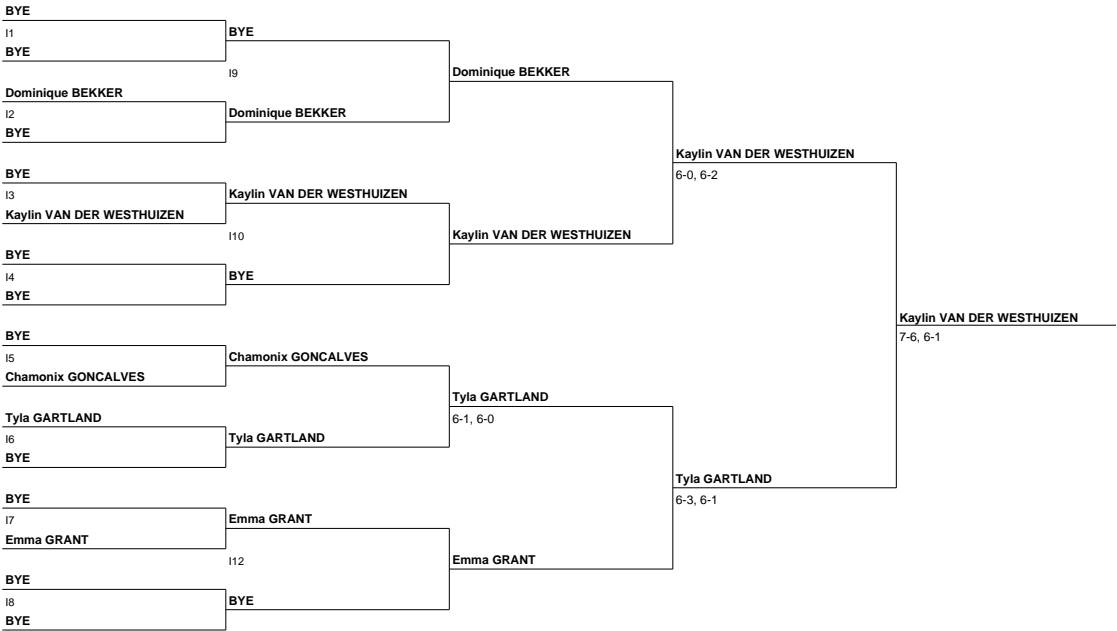 BYE
I1
BYE
BYE
I9
Dominique BEKKER
Dominique BEKKER
I2
Dominique BEKKER
BYE
Kaylin VAN DER WESTHUIZEN
6-0, 6-2
BYE
I3
Kaylin VAN DER WESTHUIZEN
Kaylin VAN DER WESTHUIZEN
I10
Kaylin VAN DER WESTHUIZEN
BYE
I4
BYE
BYE
Kaylin VAN DER WESTHUIZEN
7-6, 6-1
BYE
I5
Chamonix GONCALVES
Chamonix GONCALVES
Tyla GARTLAND
6-1, 6-0
Tyla GARTLAND
I6
Tyla GARTLAND
BYE
Tyla GARTLAND
6-3, 6-1
BYE
I7
Emma GRANT
Emma GRANT
I12
Emma GRANT
BYE
I8
BYE
BYE